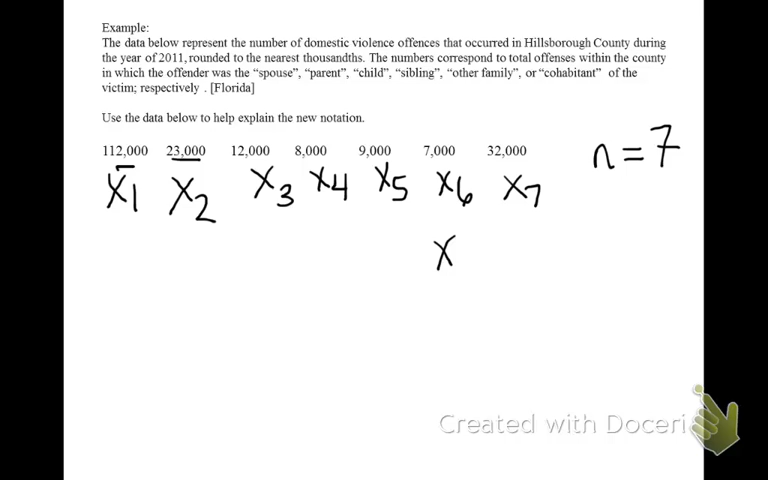 Example:
The data below represent the number of domestic violence offences that occurred in Hillsborough County during
the year of 2011, rounded to the nearest thousandths. The numbers correspond to total offenses within the county
in which the offender was the “spouse”, “parent”, “child”, “sibling”, “other family”, or “cohabitant” of the
victim; respectively . [Florida]
Use the data below to help explain the new notation.
112,000 23,000 12,000 8,000 9,000 7,000 32,000
n=7
X1 X2 X3 X4 X5 X6 X7
X
Created with Doceri